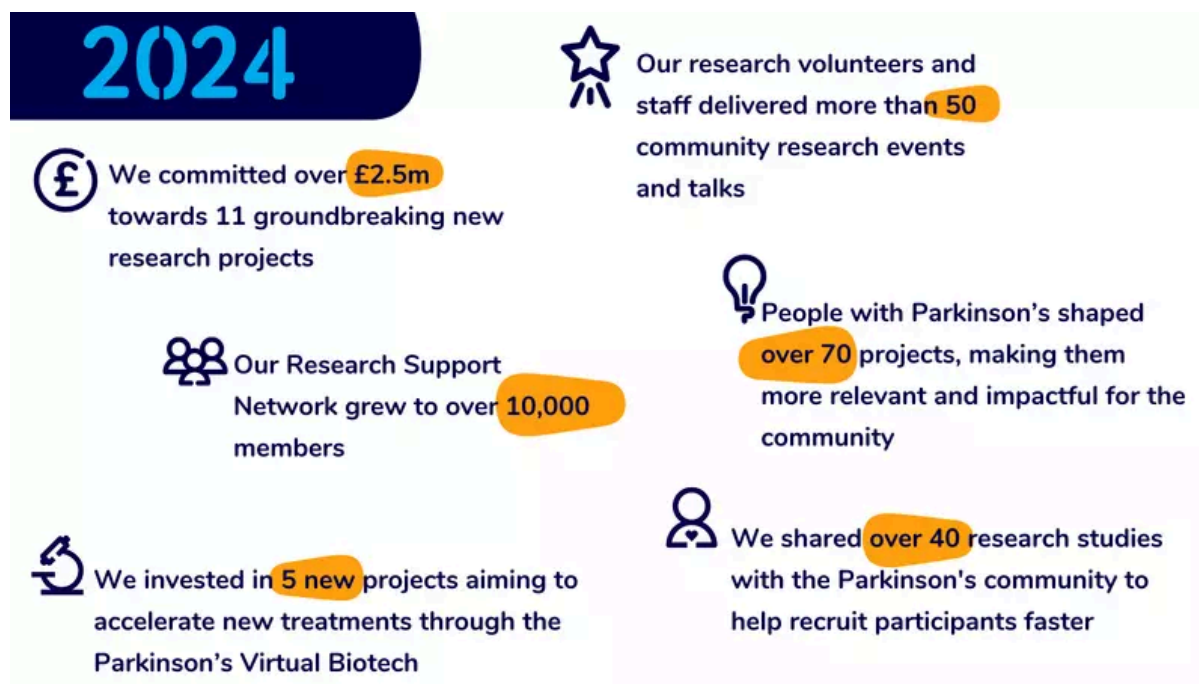 2024
We committed over £2.5m
towards 11 groundbreaking new
research projects
Our Research Support
Network grew to over 10,000
members
We invested in 5 new projects aiming to
accelerate new treatments through the
Parkinson’s Virtual Biotech
Our research volunteers and
staff delivered more than 50
community research events
and talks
People with Parkinson’s shaped
over 70 projects, making them
more relevant and impactful for the
community
We shared over 40 research studies
with the Parkinson's community to
help recruit participants faster